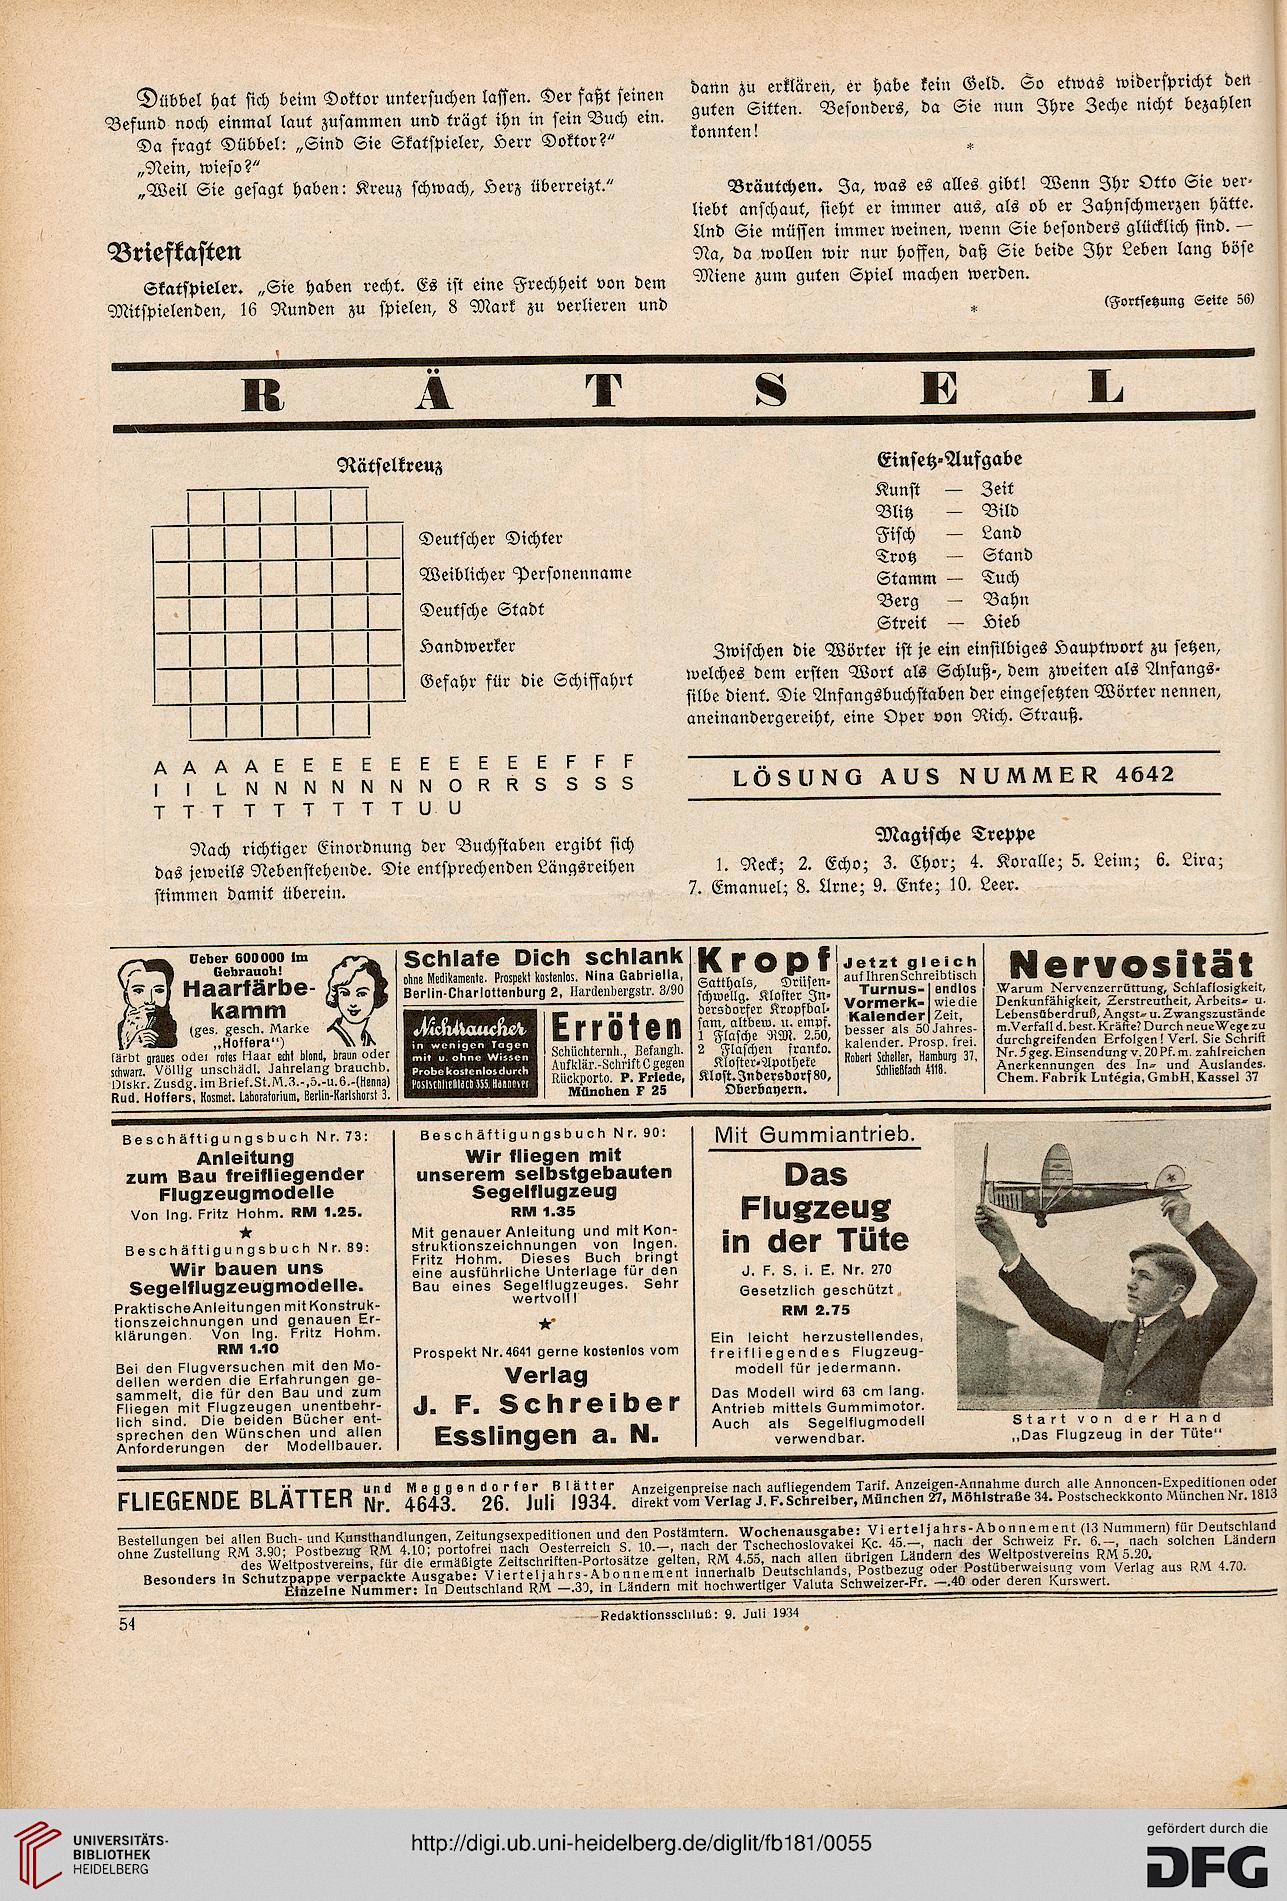 Dübbel hat sich beim Doktor untersuchen lassen. Der faßt seinen
Befund noch einmal laut zusammen und trägt ihn in sein Buch ein.
Da fragt Dübbel: „Sind Sie Skatspieler, Herr Doktor?"
„Nein, wieso?"
„Weil Sie gesagt haben: Kreuz schwach, Herz überreizt."
Briefkasten
Skatspieler. „Sie haben recht. Es ist eine Frechheit von dem
Mitspielenden, 16 Runden zu spielen, 8 Mark zu verlieren und
dann zu erklären, er habe kein Geld. So etwas widerspricht den
guten Sitten. Besonders, da Sie nun Ihre Zeche nicht bezahlen
konnten!
*
Bräutchen. Ja, was es alles gibt! Wenn Ihr Otto Sie ver-
liebt anschaut, sieht er immer aus, als ob er Zahnschmerzen hätte.
Und Sie müssen immer weinen, wenn Sie besonders glücklich sind. —
Na, da wollen wir nur hoffen, daß Sie beide Ihr Leben lang böse
Miene zum guten Spiel machen werden.
*
(Fortsetzung Seite 56)
RÄTSEL
Rätselkreuz
Deutscher Dichter
Weiblicher Personenname
Deutsche Stadt
Handwerker
Gefahr für die Schiffahrt
A A A A E E E E E E E E E E F F F
I I L N N N N N N N O R R S S S S
T T T T T T T T T U U
Nach richtiger Einordnung der Buchstaben ergibt sich
das jeweils Nebenstehende. Die entsprechenden Längsreihen
stimmen damit überein.
Einsetz-Aufgabe
Kunst — Zeit
Blitz — Bild
Fisch — Land
Trotz — Stand
Stamm — Tuch
Berg — Bahn
Streit — Hieb
Zwischen die Wörter ist je ein einsilbiges Hauptwort zu setzen,
welches dem ersten Wort als Schluß-, dem zweiten als Anfangs-
silbe dient. Die Anfangsbuchstaben der eingesetzten Wörter nennen,
aneinandergereiht, eine Oper von Rich. Strauß.
LÖSUNG AUS NUMMER 4642
Magische Treppe
1. Reck; 2. Echo; 3. Chor; 4. Koralle; 5. Leim; 6. Lira;
7. Emanuel; 8. Urne; 9. Ente; 10. Leer.
Ueber 600000 im
Gebrauch!
Haarfärbe-
kamm
(ges. gesch. Marke
„Hoffera")
färbt graues oder rotes Haar echt blond, braun oder
schwarz. Völlig unschädl. Jahrelang brauchb.
Diskr. Zusdg. im Brief. St. M. 3.-, 5.- u. 6.- (Henna)
Rud. Hoffers, Kosmet. Laboratorium, Berlin-Karlshorst 3.
Schlafe Dich schlank
ohne Medikamente. Prospekt kostenlos. Nina Gabriella,
Berlin-Charlottenburg 2, Hardenbergstr. 3/90
Nichtraucher
in wenigen Tagen
mit u. ohne Wissen
Probe kostenlos durch
Postschließfach 355, Hannover
Erröten
Schüchternh., Befangh.
Aufklär.-Schrift C gegen
Rückporto. P. Friede,
München F 25
Kropf
Satthals, Drüsen-
schwellg. Kloster In-
dersdorfer Kropfbal-
sam, altbew. u. empf.
1 Flasche RM. 2.50,
2 Flaschen franko.
Kloster-Apotheke
Klost. Indersdorf 80,
Oberbayern.
Jetzt gleich
auf Ihren Schreibtisch
Turnus- endlos
Vormerk- wie die
Kalender Zeit,
besser als 50 Jahres-
kalender. Prosp. frei.
Robert Scheller, Hamburg 37,
Schließfach 4118.
Nervosität
Warum Nervenzerrüttung, Schlaflosigkeit,
Denkunfähigkeit, Zerstreutheit, Arbeits- u.
Lebensüberdruß, Angst- u. Zwangszustände
m. Verfall d. best. Kräfte? Durch neue Wege zu
durchgreifenden Erfolgen! Verl. Sie Schrift
Nr. 5 geg. Einsendung v. 20 Pf. m. zahlreichen
Anerkennungen des In- und Auslandes.
Chem. Fabrik Lutégia, GmbH, Kassel 37
Beschäftigungsbuch Nr. 73:
Anleitung
zum Bau freifliegender
Flugzeugmodelle
Von Ing. Fritz Hohm. RM 1.25.
★
Beschäftigungsbuch Nr. 89:
Wir bauen uns
Segelflugzeugmodelle.
Praktische Anleitungen mit Konstruk-
tionszeichnungen und genauen Er-
klärungen. Von Ing. Fritz Hohm.
RM 1.10
Bei den Flugversuchen mit den Mo-
dellen werden die Erfahrungen ge-
sammelt, die für den Bau und zum
Fliegen mit Flugzeugen unentbehr-
lich sind. Die beiden Bücher ent-
sprechen den Wünschen und allen
Anforderungen der Modellbauer.
Beschäftigungsbuch Nr. 90:
Wir fliegen mit
unserem selbstgebauten
Segelflugzeug
RM 1.35
Mit genauer Anleitung und mit Kon-
struktionszeichnungen von Ingen.
Fritz Hohm. Dieses Buch bringt
eine ausführliche Unterlage für den
Bau eines Segelflugzeuges. Sehr
wertvoll!
★
Prospekt Nr. 4641 gerne kostenlos vom
Verlag
J. F. Schreiber
Esslingen a. N.
Mit Gummiantrieb.
Das
Flugzeug
in der Tüte
J. F. S. i. E. Nr. 270
Gesetzlich geschützt
RM 2.75
Ein leicht herzustellendes,
freifliegendes Flugzeug-
modell für jedermann.
Das Modell wird 63 cm lang.
Antrieb mittels Gummimotor.
Auch als Segelflugmodell
verwendbar.
Start von der Hand
„Das Flugzeug in der Tüte"
FLIEGENDE BLÄTTER und Meggendorfer Blätter
Nr. 4643. 26. Juli 1934.
Anzeigenpreise nach aufliegendem Tarif. Anzeigen-Annahme durch alle Annoncen-Expeditionen oder
direkt vom Verlag J. F. Schreiber, München 27, Möhlstraße 34. Postscheckkonto München Nr. 1813
Bestellungen bei allen Buch- und Kunsthandlungen, Zeitungsexpeditionen und den Postämtern. Wochenausgabe: Vierteljahrs-Abonnement (13 Nummern) für Deutschland
ohne Zustellung RM 3.90; Postbezug RM 4.10; portofrei nach Oesterreich S. 10.—, nach der Tschechoslovakei Kc. 45.—, nach der Schweiz Fr. 6.—, nach solchen Ländern
des Weltpostvereins, für die ermäßigte Zeitschriften-Portosätze gelten, RM 4.55, nach allen übrigen Ländern des Weltpostvereins RM 5.20.
Besonders in Schutzpappe verpackte Ausgabe: Vierteljahrs-Abonnement innerhalb Deutschlands, Postbezug oder Postüberweisung vom Verlag aus RM 4.70.
Einzelne Nummer: In Deutschland RM —.30, in Ländern mit hochwertiger Valuta Schweizer-Fr. —.40 oder deren Kurswert.
54
Redaktionsschluß: 9. Juli 1934
UNIVERSITÄTS-
BIBLIOTHEK
HEIDELBERG
http://digi.ub.uni-heidelberg.de/diglit/fb181/0055
gefördert durch die
DFG